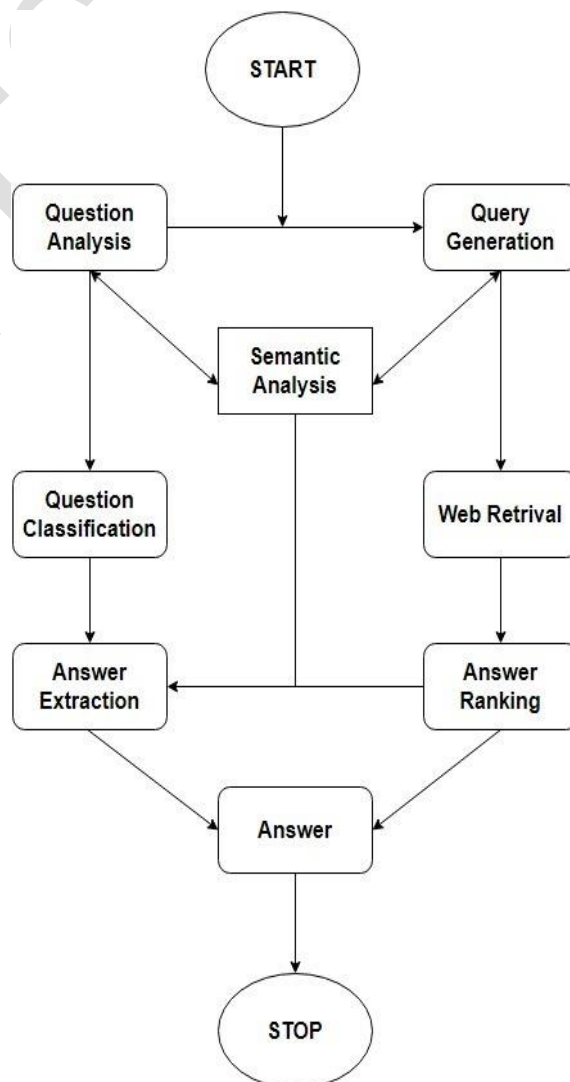 START
Question
Analysis
Query
Generation
Semantic
Analysis
Question
Classification
Web Retrival
Answer
Extraction
Answer
Ranking
Answer
STOP